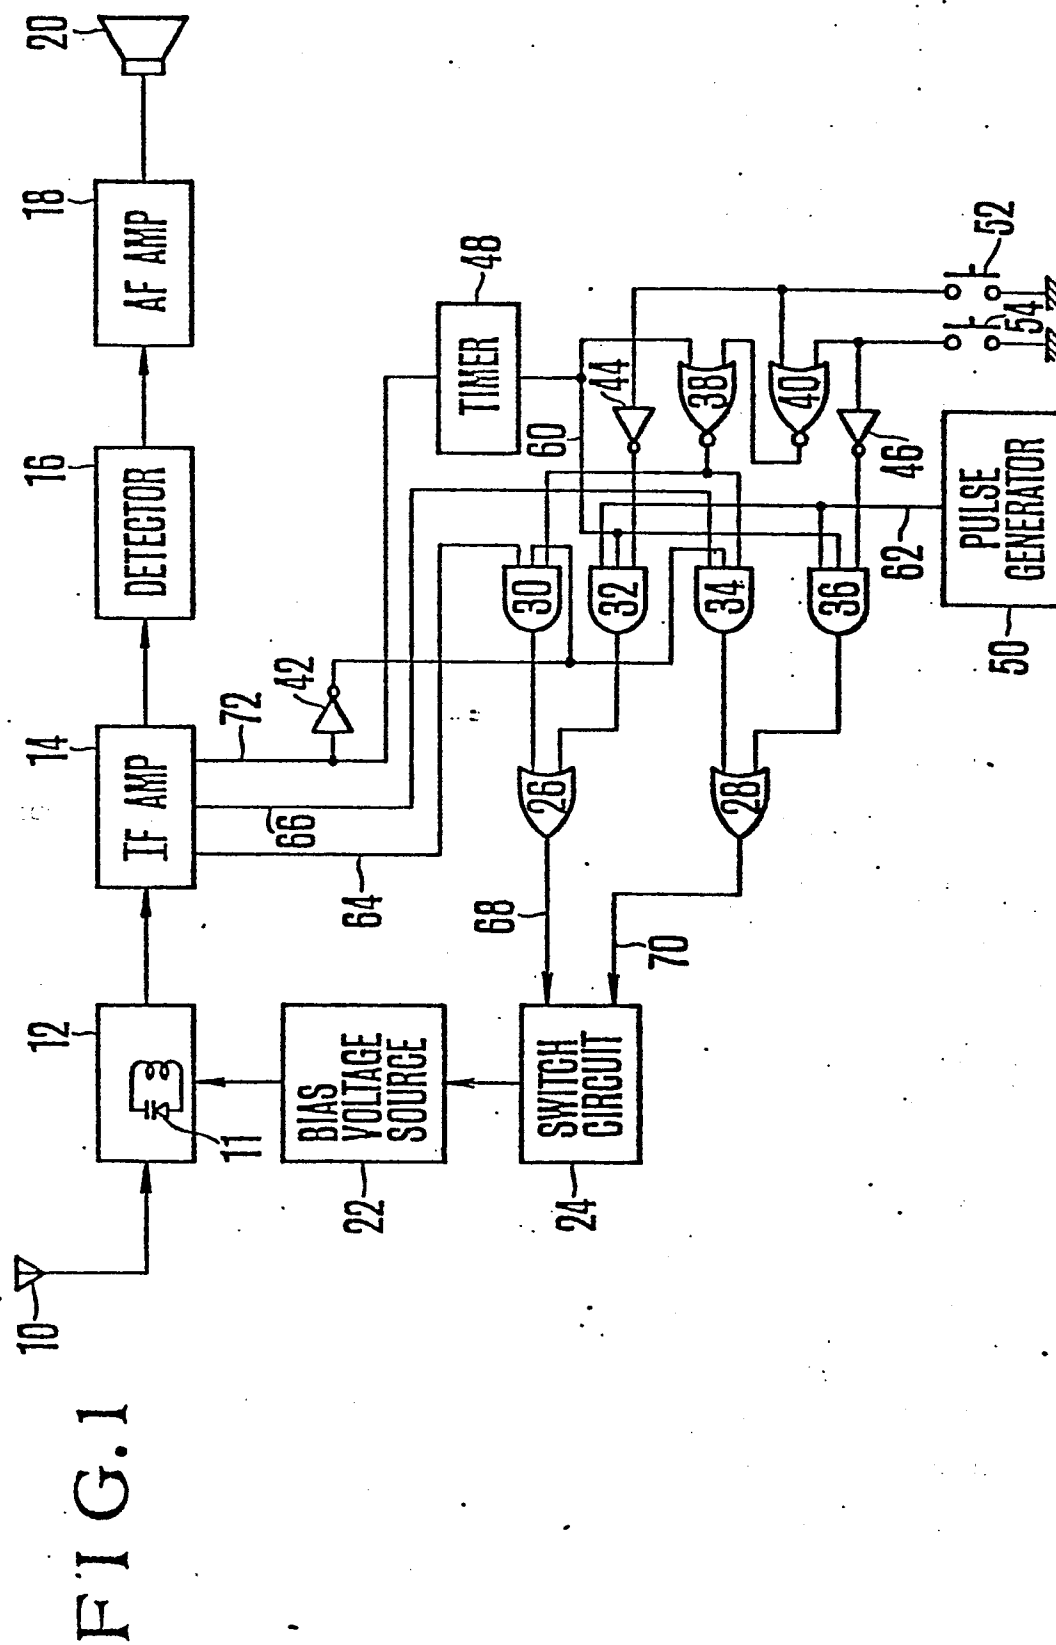 FIG.1
10
12
11
14
IF AMP
16
DETECTOR
18
AF AMP
20
22
BIAS
VOLTAGE
SOURCE
64
66
72
42
48
TIMER
24
SWITCH
CIRCUIT
68
70
26
28
30
32
34
36
60
44
38
40
46
62
50
PULSE
GENERATOR
54
52